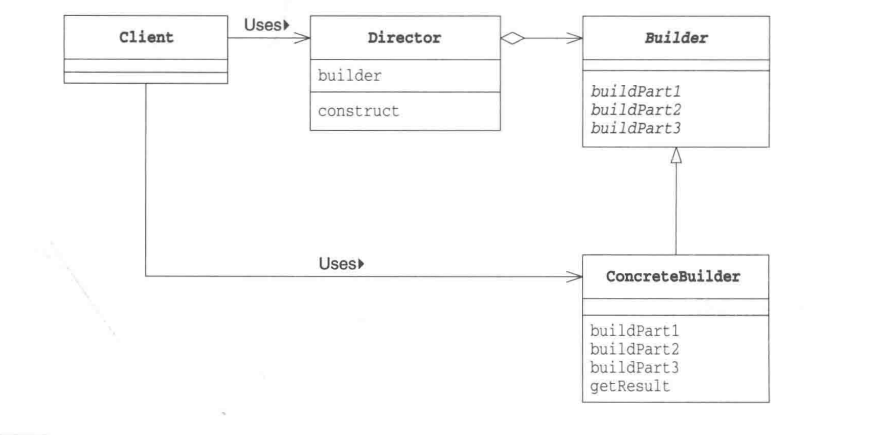 Client
Uses▶
Director
builder
construct
Builder
buildPart1
buildPart2
buildPart3
Uses▶
ConcreteBuilder
buildPart1
buildPart2
buildPart3
getResult